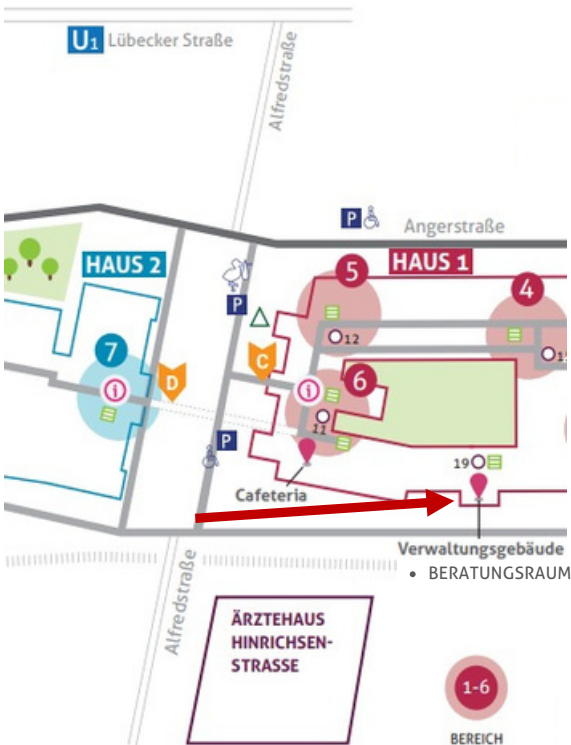 U1 Lübecker Straße
Alfredstraße
P
Angerstraße
HAUS 2
HAUS 1
5
4
P
12
7
C
6
i
i
D
11
P
19
Cafeteria
Verwaltungsgebäude
• BERATUNGSRAUM
Alfredstraße
ÄRZTEHAUS
HINRICHSEN-
STRASSE
1-6
BEREICH